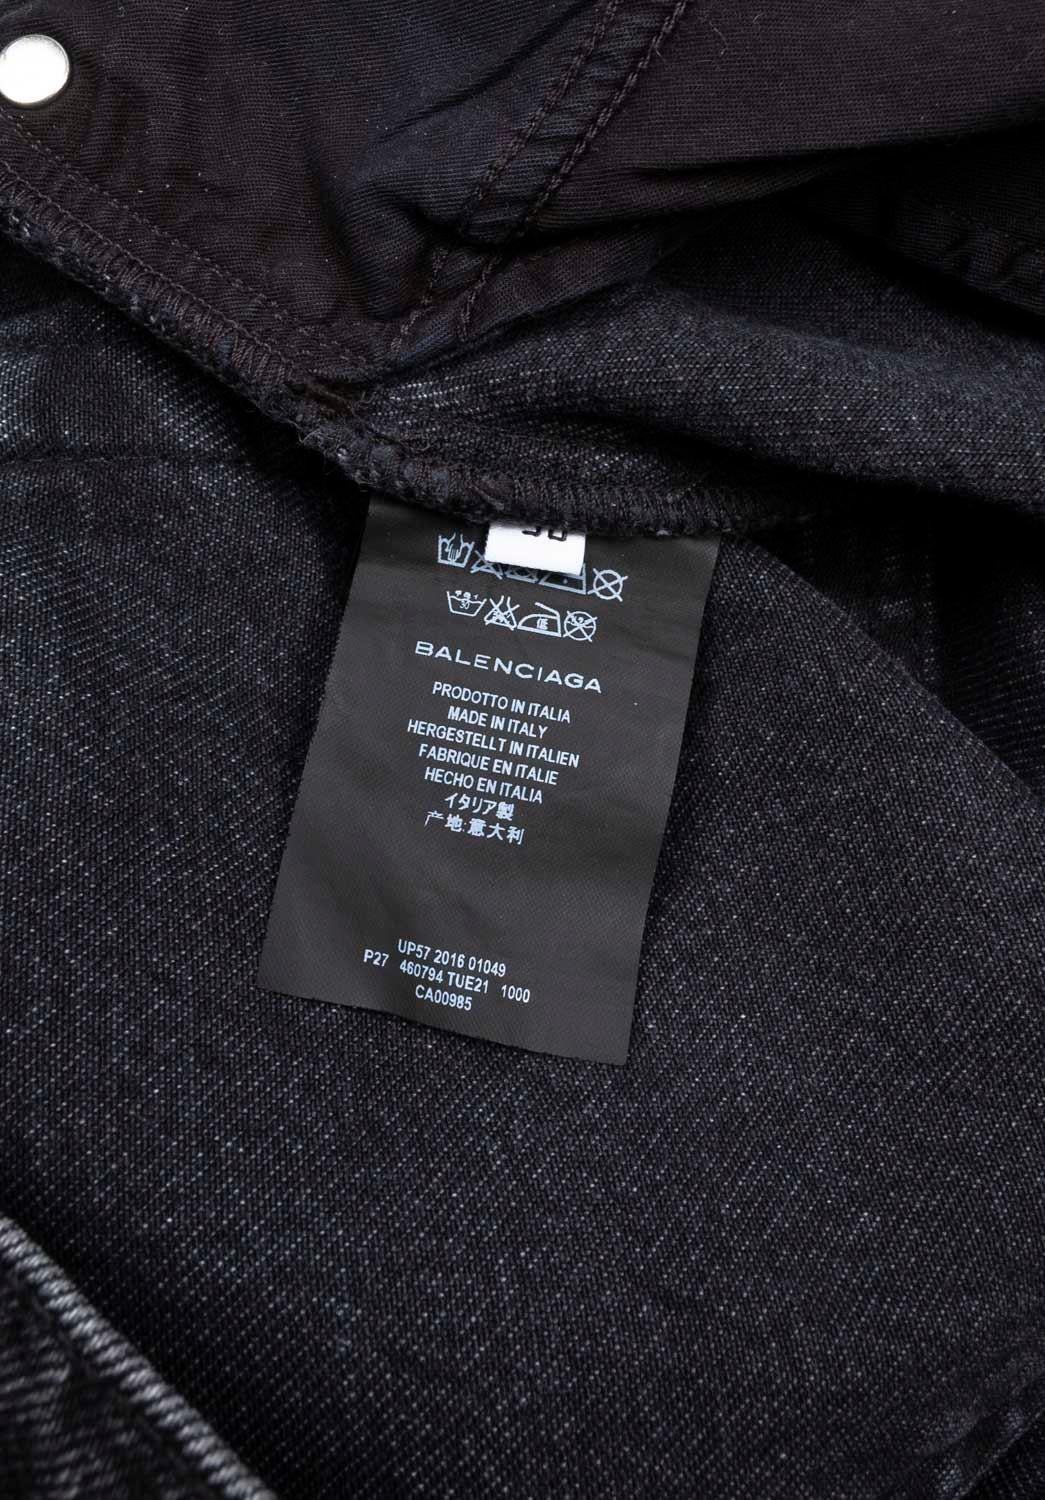 BALENCIAGA
PRODOTTO IN ITALIA
MADE IN ITALY
HERGESTELLT IN ITALIEN
FABRIQUE EN ITALIE
HECHO EN ITALIA
イタリア製
产地:意大利
UP57 2016 01049
P27 460794 TUE21 1000
CA00985